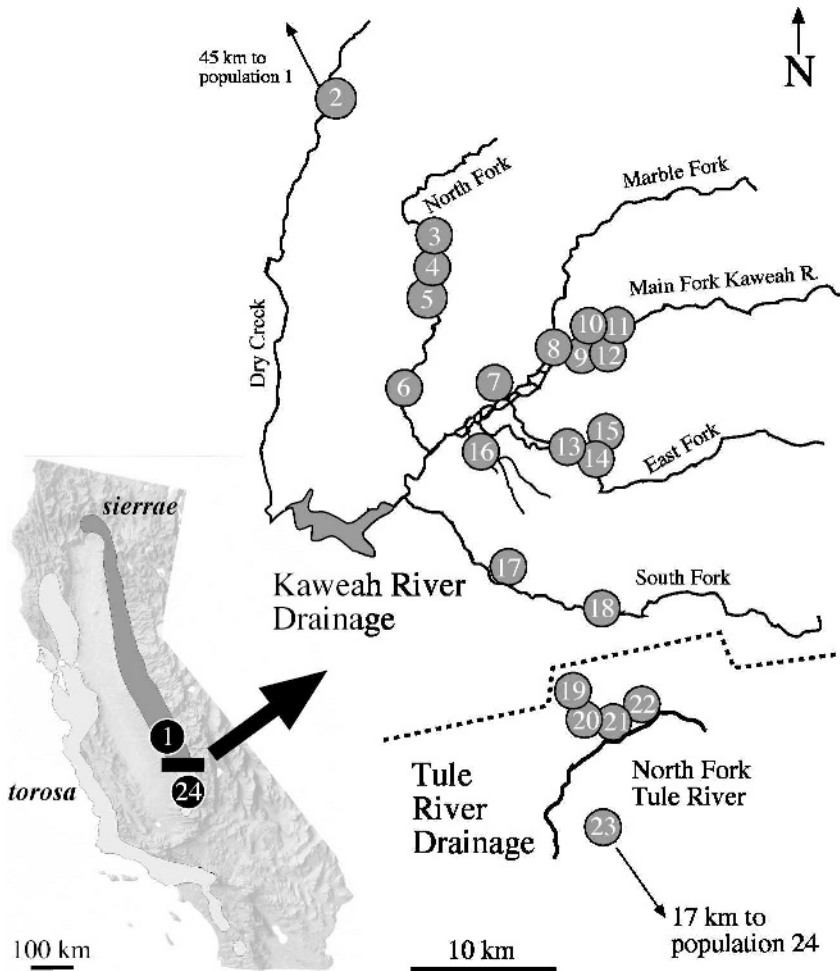 45 km to
population 1
N
2
North Fork
Marble Fork
3
4
5
Main Fork Kaweah R.
10
11
8
9
12
Dry Creek
7
6
15
13
14
16
East Fork
sierrae
17
Kaweah River
Drainage
South Fork
18
1
24
torosa
19
20
21
22
Tule
River
Drainage
North Fork
Tule River
23
17 km to
population 24
100 km
10 km